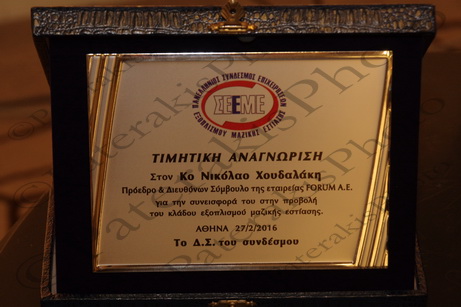 ΠΑΝΕΛΛΗΝΙΟΣ ΣΥΝΔΕΣΜΟΣ ΕΠΙΧΕΙΡΗΣΕΩΝ
ΣΕΕΜΕ
ΕΞΟΠΛΙΣΜΟΥ ΜΑΖΙΚΗΣ ΕΣΤΙΑΣΗΣ
ΤΙΜΗΤΙΚΗ ΑΝΑΓΝΩΡΙΣΗ
Στον Κο Νικόλαο Χουδαλάκη
Πρόεδρο & Διευθύνων Σύμβουλο της εταιρείας FORUM A.E.
για την συνεισφορά του στην προβολή
του κλάδου εξοπλισμού μαζικής εστίασης.
ΑΘΗΝΑ 27/2/2016
Το Δ.Σ. του συνδέσμου
©PaterakisPhoto